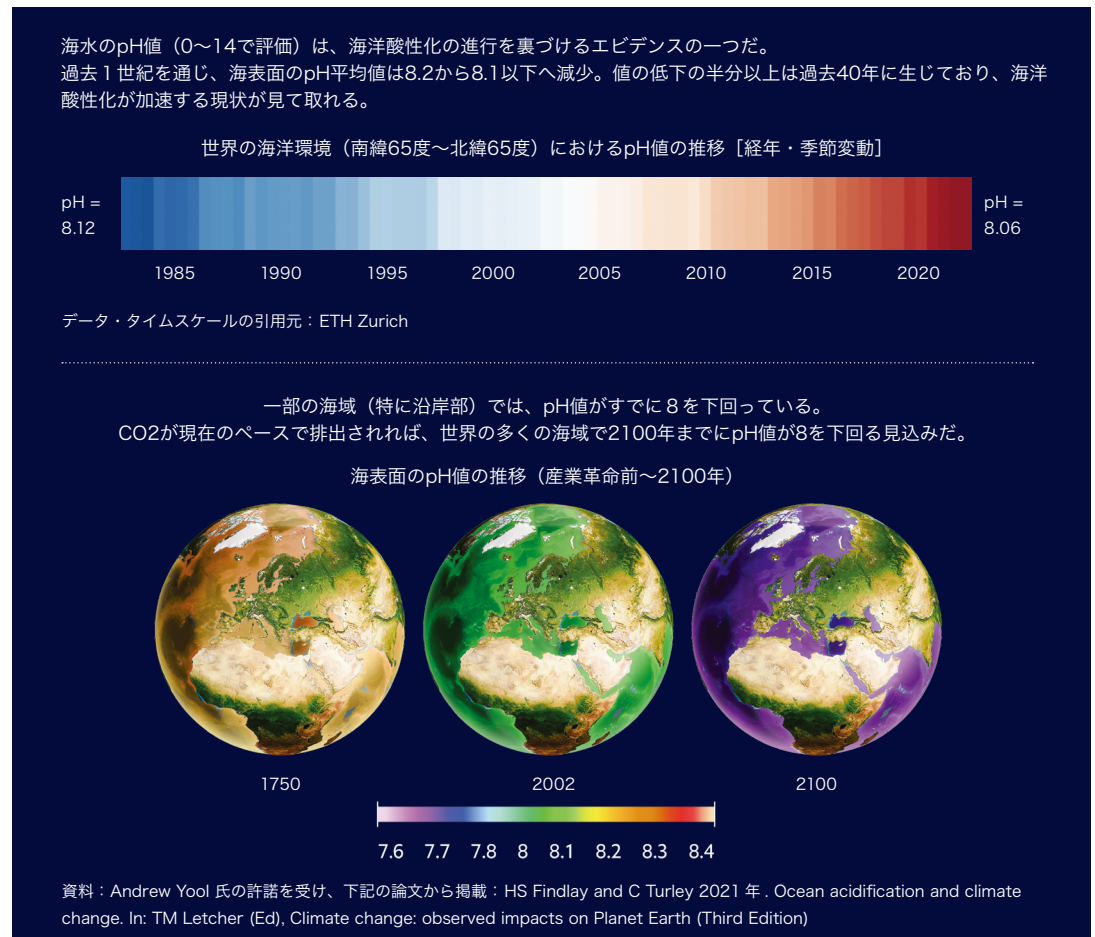 海水のpH値（0〜14で評価）は、海洋酸性化の進行を裏づけるエビデンスの一つだ。
過去１世紀を通じ、海表面のpH平均値は8.2から8.1以下へ減少。値の低下の半分以上は過去40年に生じており、海洋
酸性化が加速する現状が見て取れる。
世界の海洋環境（南緯65度〜北緯65度）におけるpH値の推移［経年・季節変動］
pH =
8.12
pH =
8.06
1985 1990 1995 2000 2005 2010 2015 2020
データ・タイムスケールの引用元：ETH Zurich
一部の海域（特に沿岸部）では、pH値がすでに８を下回っている。
CO2が現在のペースで排出されれば、世界の多くの海域で2100年までにpH値が8を下回る見込みだ。
海表面のpH値の推移（産業革命前〜2100年）
1750 2002 2100
7.6 7.7 7.8 8 8.1 8.2 8.3 8.4
資料：Andrew Yool 氏の許諾を受け、下記の論文から掲載：HS Findlay and C Turley 2021 年 . Ocean acidification and climate
change. In: TM Letcher (Ed), Climate change: observed impacts on Planet Earth (Third Edition)